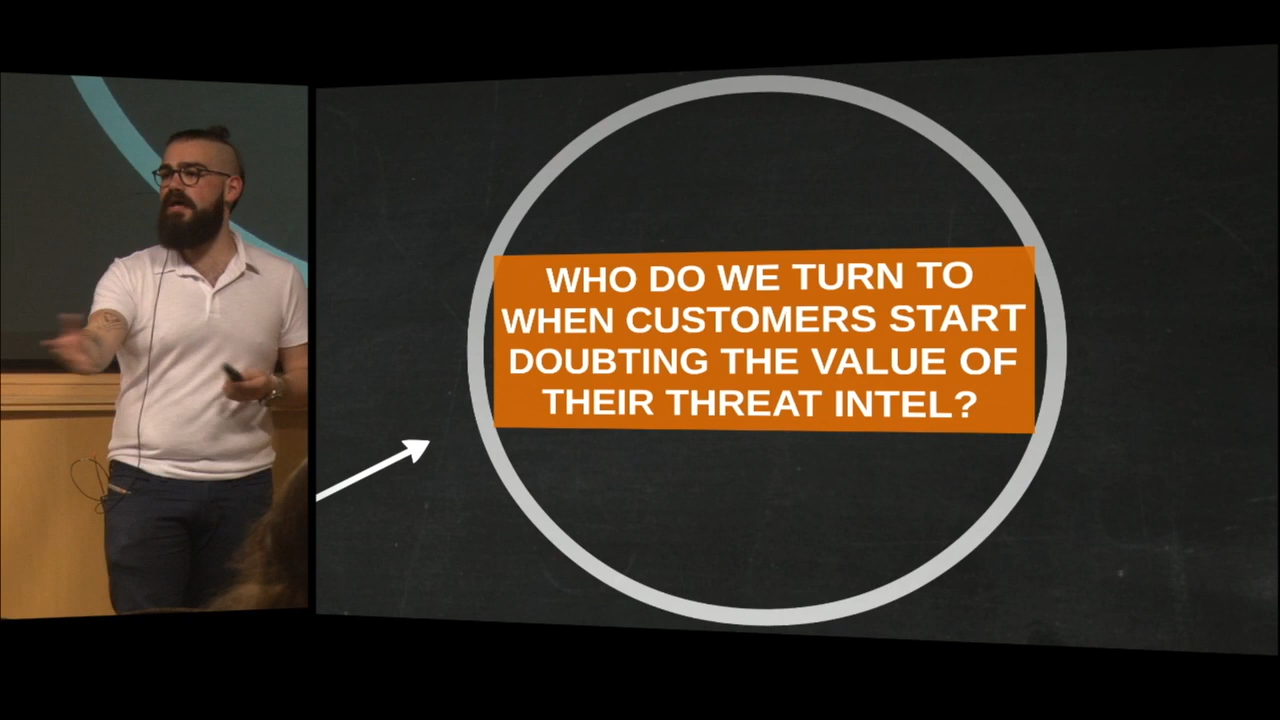 WHO DO WE TURN TO
WHEN CUSTOMERS START
DOUBTING THE VALUE OF
THEIR THREAT INTEL?